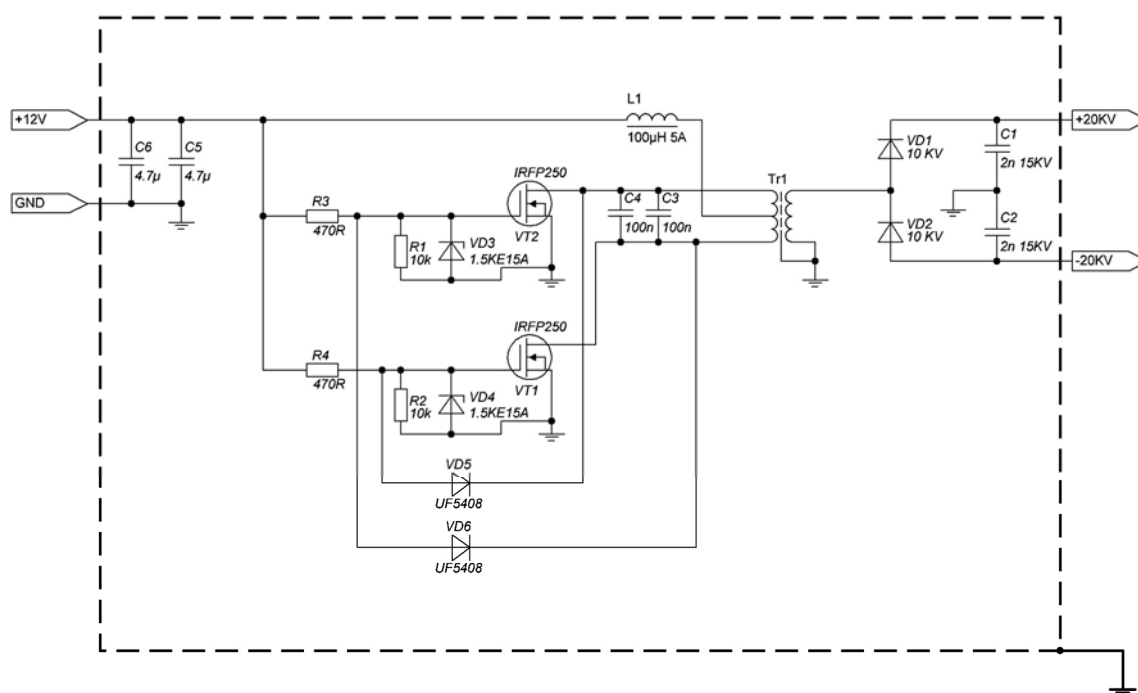 L1
+12V
100µH 5A
+20KV
C6
4.7µ
C5
4.7µ
VD1
10 KV
C1
2n 15KV
GND
IRFP250
Tr1
R3
470R
C4
100n
C3
100n
R1
10k
VD3
1.5KE15A
VT2
VD2
10 KV
C2
2n 15KV
-20KV
IRFP250
R4
470R
R2
10k
VD4
1.5KE15A
VT1
VD5
UF5408
VD6
UF5408